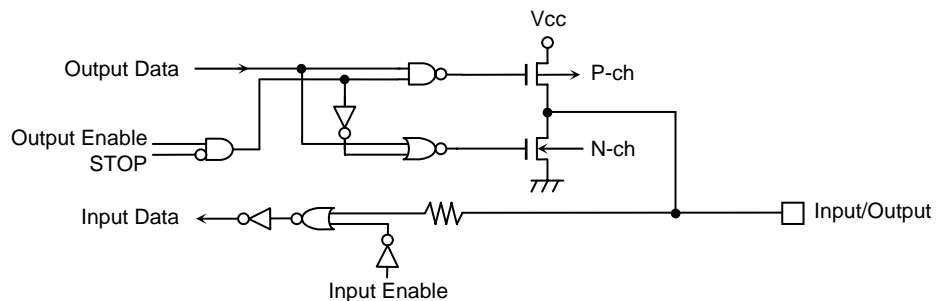 Vcc
Output Data
P-ch
Output Enable
STOP
N-ch
Input Data
Input/Output
Input Enable